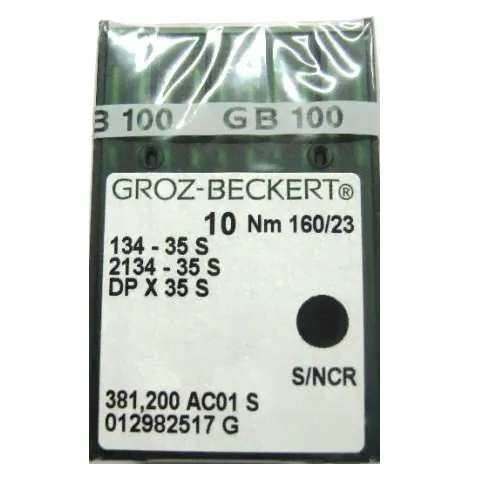 B 100 GB 100
GROZ-BECKERT®
10 Nm 160/23
134 - 35 S
2134 - 35 S
DP X 35 S
S/NCR
381,200 AC01 S
012982517 G